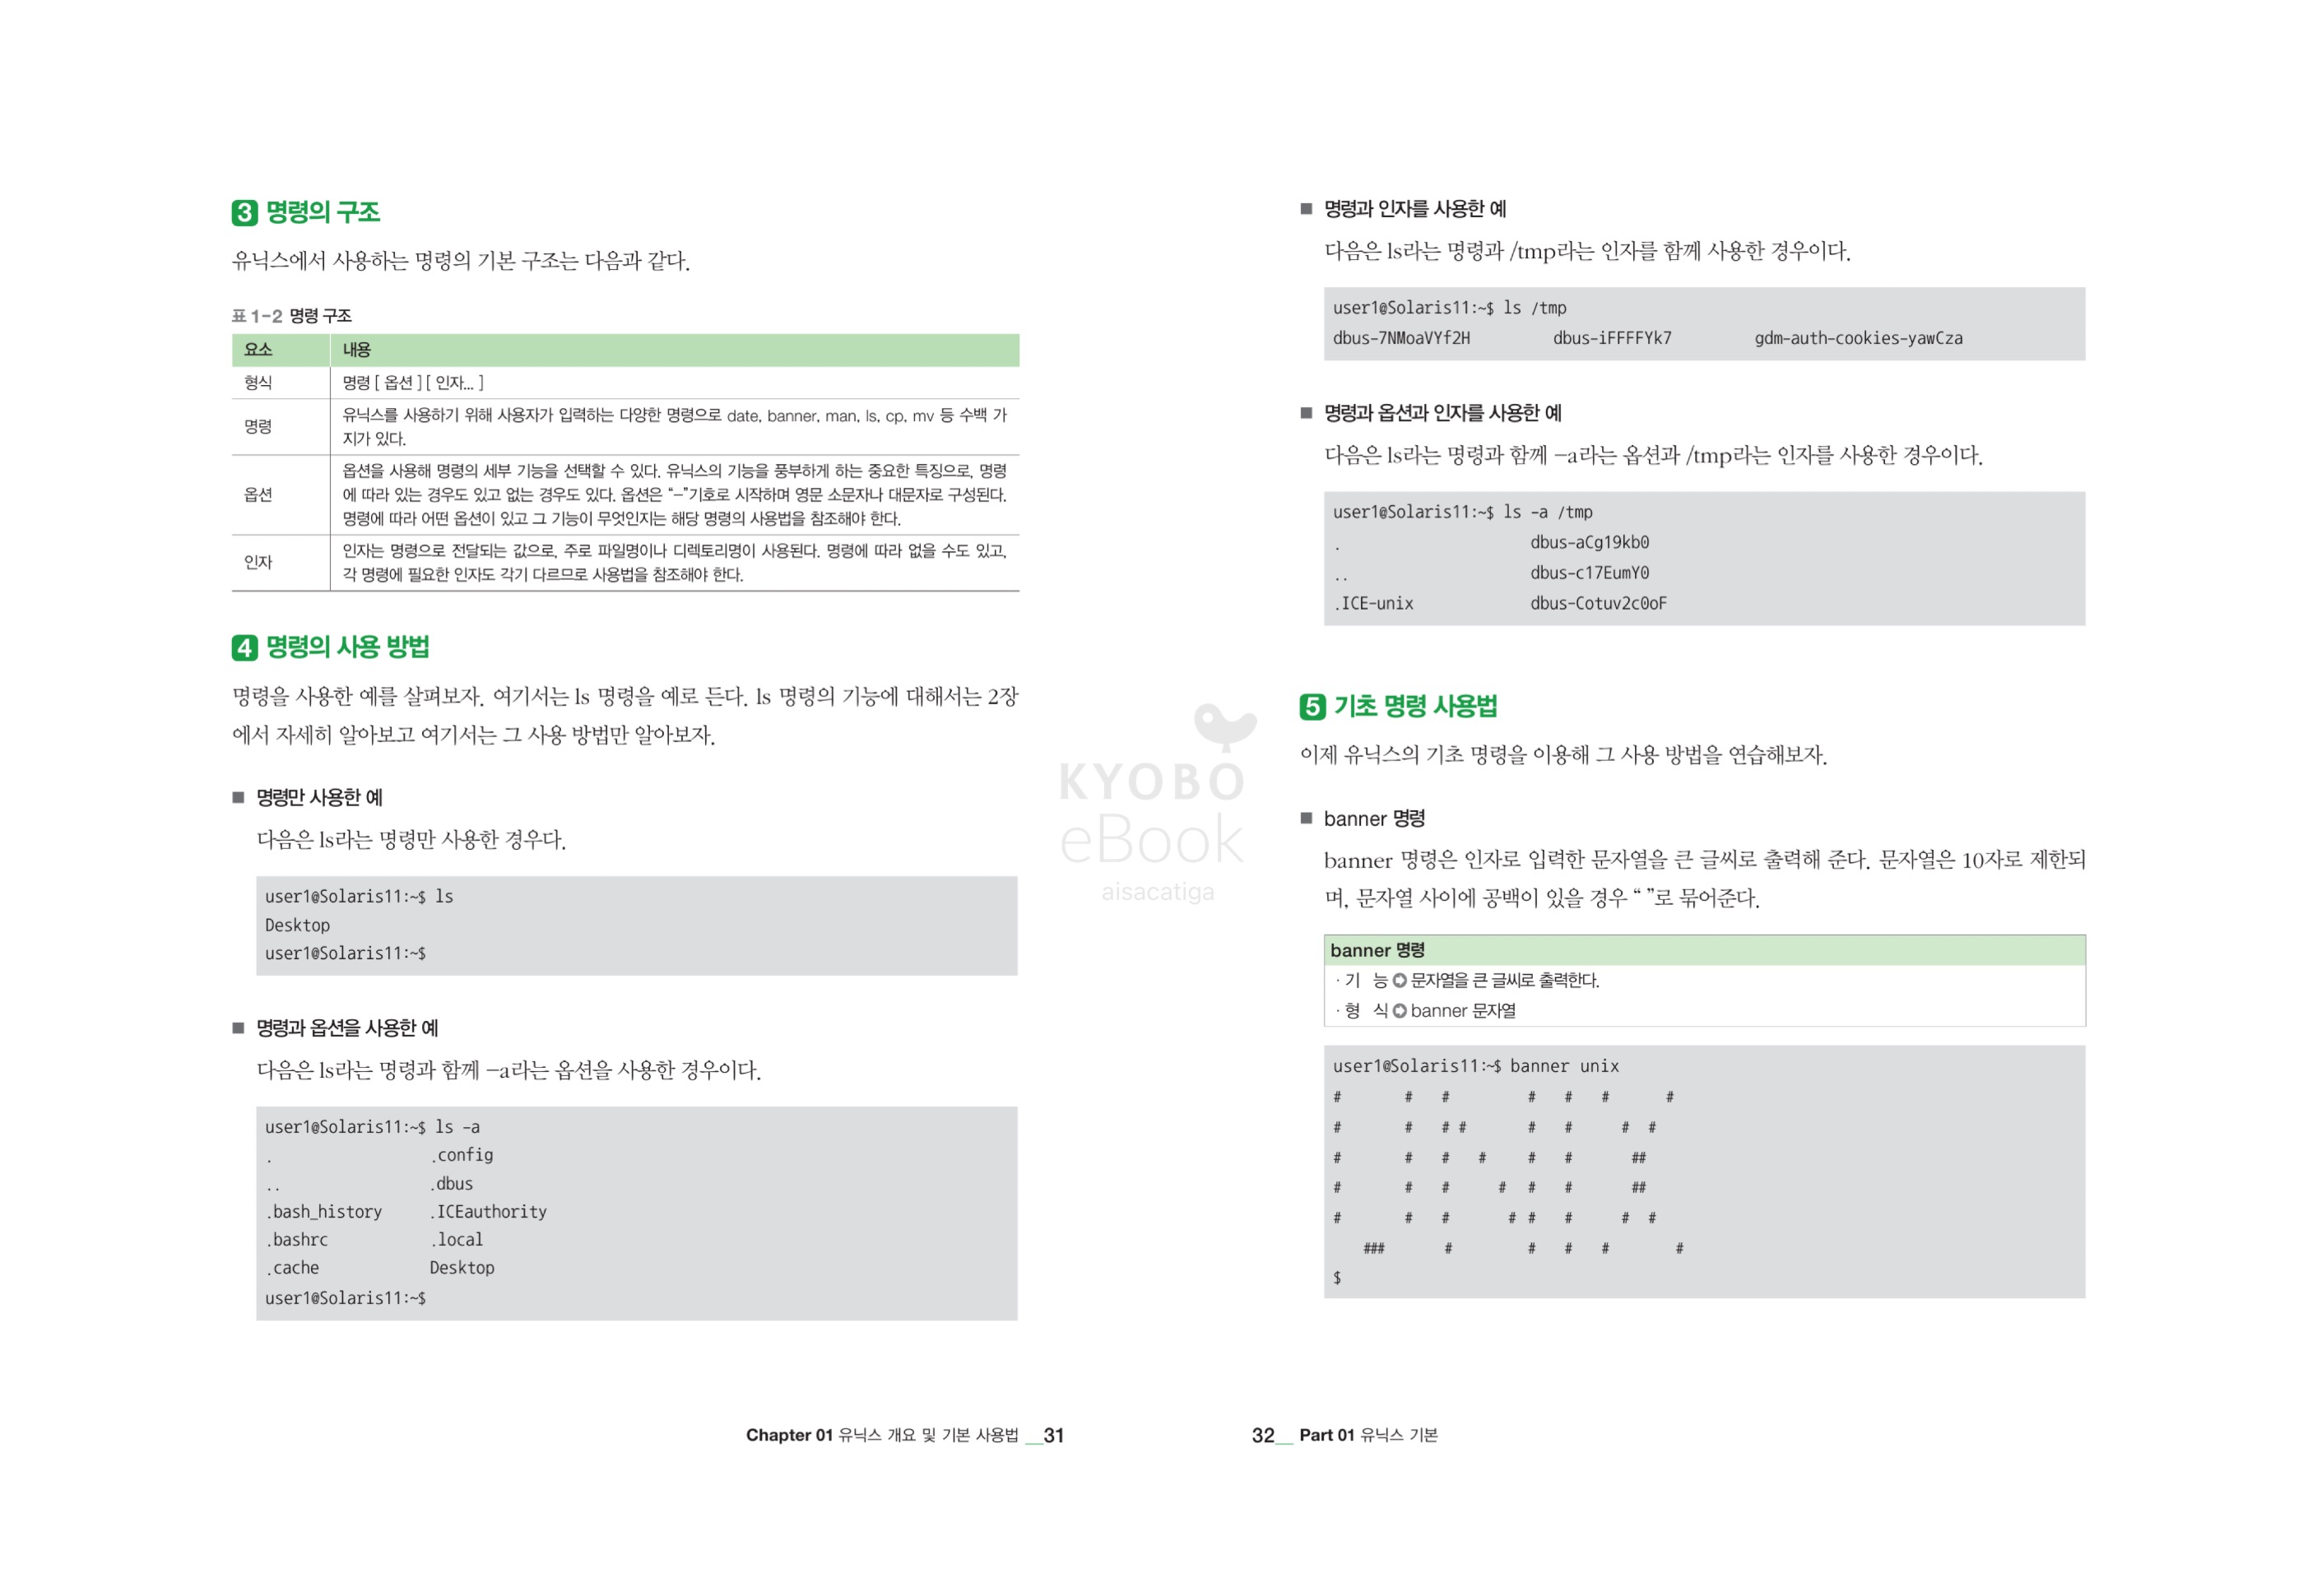 3 명령의 구조
유닉스에서 사용하는 명령의 기본 구조는 다음과 같다.
표 1-2 명령 구조
요소 내용
형식 명령 [ 옵션 ] [ 인자... ]
명령 유닉스를 사용하기 위해 사용자가 입력하는 다양한 명령으로 date, banner, man, ls, cp, mv 등 수백 가
지가 있다.
옵션 옵션을 사용해 명령의 세부 기능을 선택할 수 있다. 유닉스의 기능을 풍부하게 하는 중요한 특징으로, 명령
에 따라 있는 경우도 있고 없는 경우도 있다. 옵션은 “–”기호로 시작하며 영문 소문자나 대문자로 구성된다.
명령에 따라 어떤 옵션이 있고 그 기능이 무엇인지는 해당 명령의 사용법을 참조해야 한다.
인자 인자는 명령으로 전달되는 값으로, 주로 파일명이나 디렉토리명이 사용된다. 명령에 따라 없을 수도 있고,
각 명령에 필요한 인자도 각기 다르므로 사용법을 참조해야 한다.
4 명령의 사용 방법
명령을 사용한 예를 살펴보자. 여기서는 ls 명령을 예로 든다. ls 명령의 기능에 대해서는 2장
에서 자세히 알아보고 여기서는 그 사용 방법만 알아보자.
■ 명령만 사용한 예
다음은 ls라는 명령만 사용한 경우다.
user1@Solaris11:~$ ls
Desktop
user1@Solaris11:~$
■ 명령과 옵션을 사용한 예
다음은 ls라는 명령과 함께 –a라는 옵션을 사용한 경우이다.
user1@Solaris11:~$ ls -a
. .config
.. .dbus
.bash_history .ICEauthority
.bashrc .local
.cache Desktop
user1@Solaris11:~$
Chapter 01 유닉스 개요 및 기본 사용법 __31
■ 명령과 인자를 사용한 예
다음은 ls라는 명령과 /tmp라는 인자를 함께 사용한 경우이다.
user1@Solaris11:~$ ls /tmp
dbus-7NMoaVYf2H dbus-iFFFFYk7 gdm-auth-cookies-yawCza
■ 명령과 옵션과 인자를 사용한 예
다음은 ls라는 명령과 함께 –a라는 옵션과 /tmp라는 인자를 사용한 경우이다.
user1@Solaris11:~$ ls -a /tmp
. dbus-aCg19kb0
.. dbus-c17EumY0
.ICE-unix dbus-Cotuv2c0oF
5 기초 명령 사용법
이제 유닉스의 기초 명령을 이용해 그 사용 방법을 연습해보자.
■ banner 명령
banner 명령은 인자로 입력한 문자열을 큰 글씨로 출력해 준다. 문자열은 10자로 제한되
며, 문자열 사이에 공백이 있을 경우 “ ”로 묶어준다.
banner 명령
· 기 능 ➲ 문자열을 큰 글씨로 출력한다.
· 형 식 ➲ banner 문자열
user1@Solaris11:~$ banner unix
#       #   #         #   #   #      #
#       #   # #       #   #     #  #
#       #   #   #     #   #      ##
#       #   #     #   #   #      ##
#       #   #      # #   #     #  #
   ###      #         #   #   #       #
$
32__ Part 01 유닉스 기본
KYOBO
eBook
aisacatiga